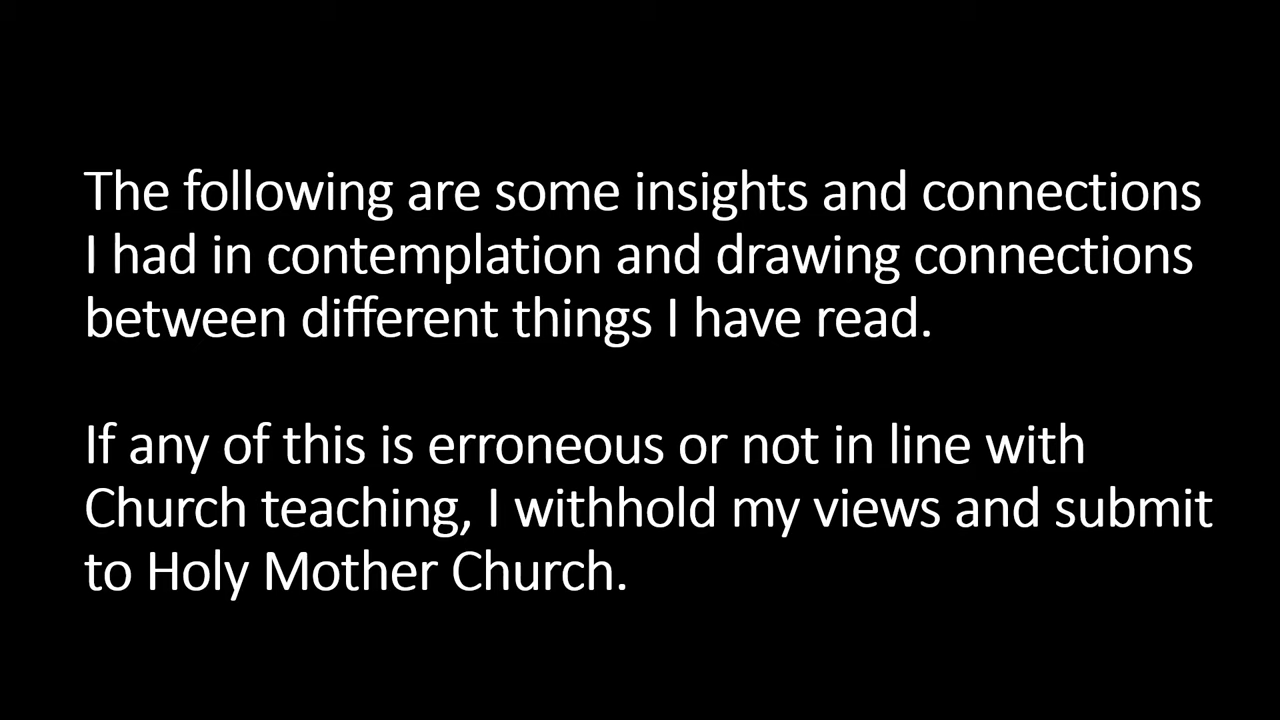 The following are some insights and connections
I had in contemplation and drawing connections
between different things I have read.
If any of this is erroneous or not in line with
Church teaching, I withhold my views and submit
to Holy Mother Church.